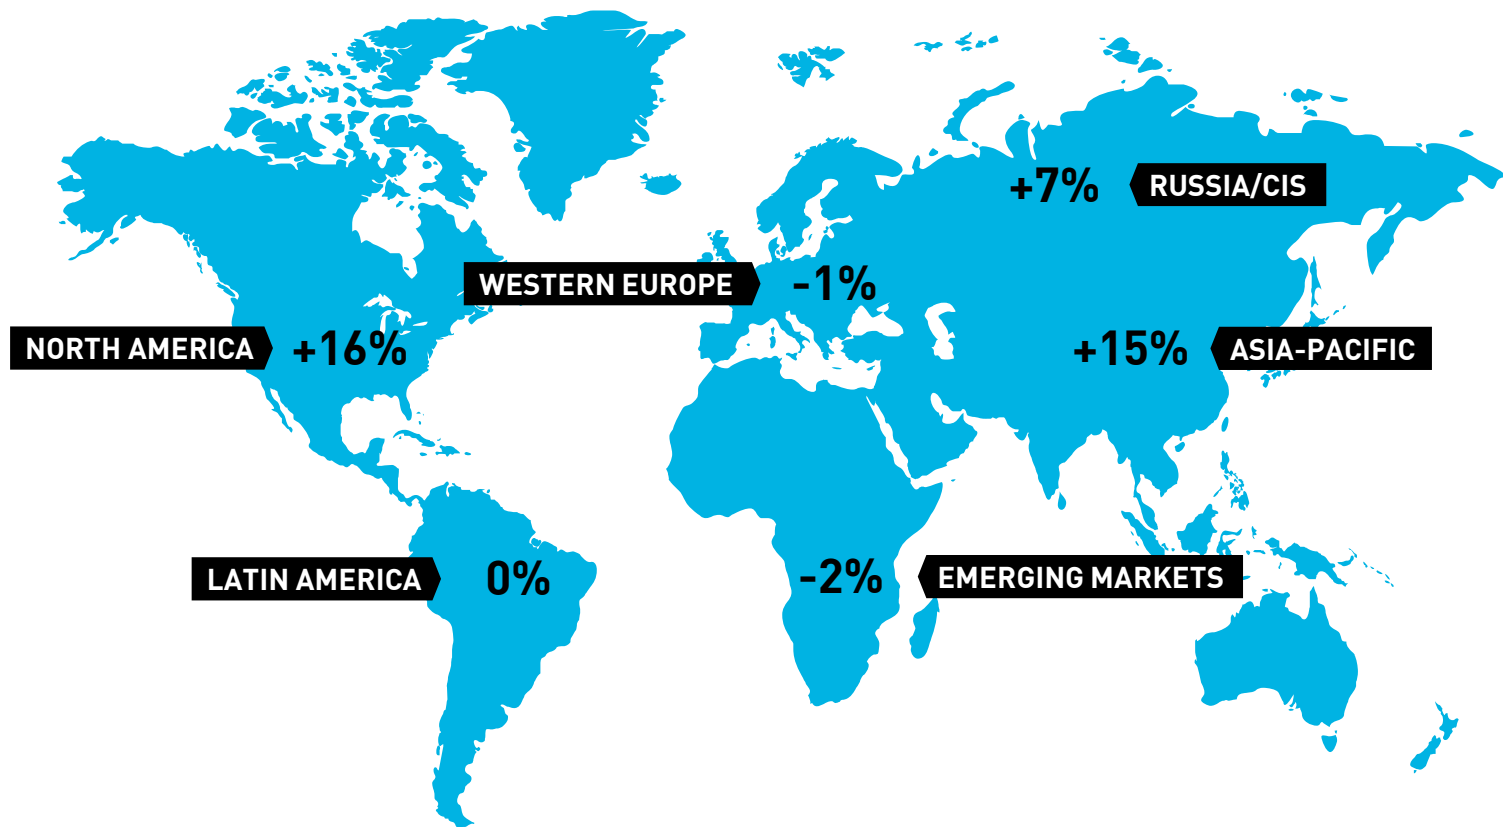 +7% RUSSIA/CIS
WESTERN EUROPE -1%
NORTH AMERICA +16%
+15% ASIA-PACIFIC
LATIN AMERICA 0%
-2% EMERGING MARKETS